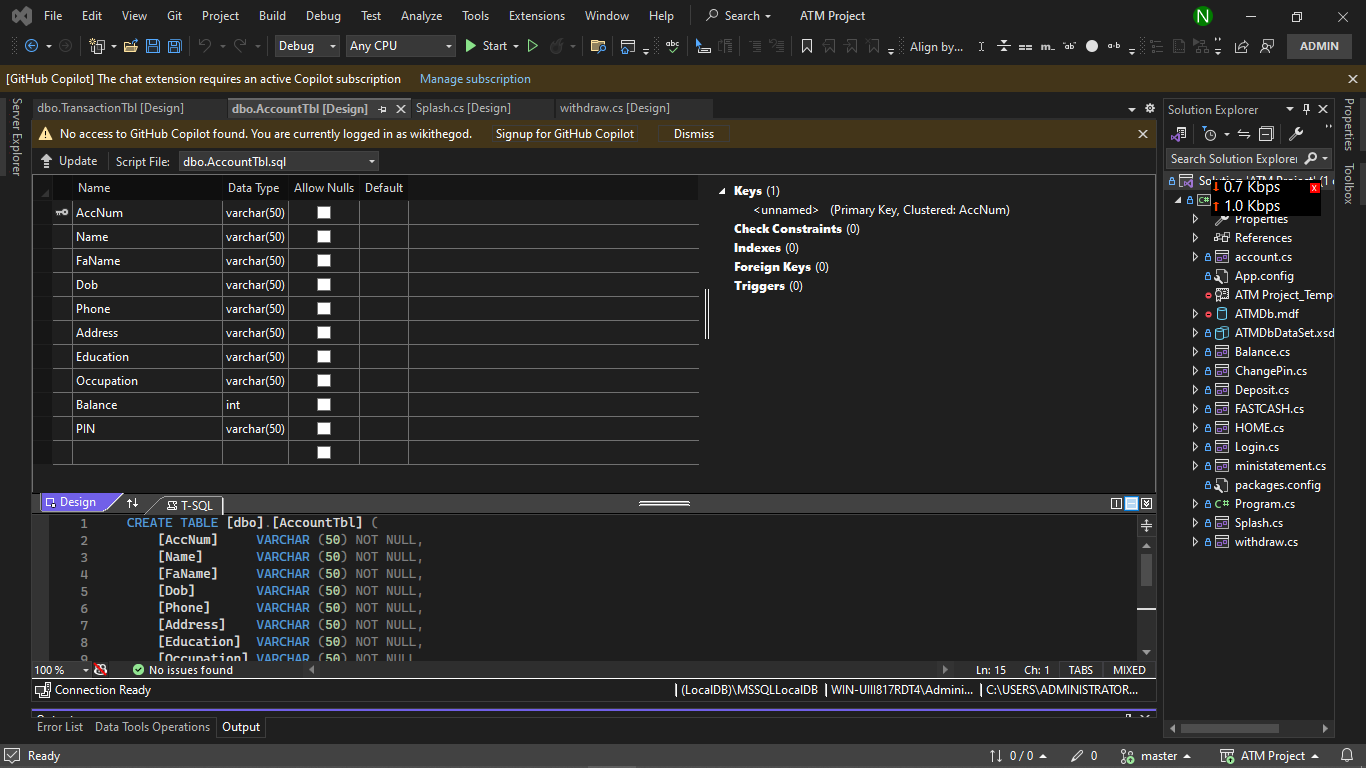 File Edit View Git Project Build Debug Test Analyze Tools Extensions Window Help Search ATM Project N
Debug Any CPU Start Align by... ADMIN
[GitHub Copilot] The chat extension requires an active Copilot subscription Manage subscription
Server Explorer
dbo.TransactionTbl [Design] dbo.AccountTbl [Design] Splash.cs [Design] withdraw.cs [Design]
No access to GitHub Copilot found. You are currently logged in as wikithegod. Signup for GitHub Copilot Dismiss
Update Script File: dbo.AccountTbl.sql
Name Data Type Allow Nulls Default
AccNum varchar(50)
Name varchar(50)
FaName varchar(50)
Dob varchar(50)
Phone varchar(50)
Address varchar(50)
Education varchar(50)
Occupation varchar(50)
Balance int
PIN varchar(50)
Keys (1)
<unnamed> (Primary Key, Clustered: AccNum)
Check Constraints (0)
Indexes (0)
Foreign Keys (0)
Triggers (0)
Design T-SQL
1 CREATE TABLE [dbo].[AccountTbl] (
2 [AccNum] VARCHAR (50) NOT NULL,
3 [Name] VARCHAR (50) NOT NULL,
4 [FaName] VARCHAR (50) NOT NULL,
5 [Dob] VARCHAR (50) NOT NULL,
6 [Phone] VARCHAR (50) NOT NULL,
7 [Address] VARCHAR (50) NOT NULL,
8 [Education] VARCHAR (50) NOT NULL,
9 [Occupation] VARCHAR (50) NOT NULL
100 % No issues found Ln: 15 Ch: 1 TABS MIXED
Connection Ready (LocalDB)\MSSQLLocalDB WIN-UIII817RDT4\Admini... C:\USERS\ADMINISTRATOR...
Error List Data Tools Operations Output
Solution Explorer
Search Solution Explorer
Solution 'ATM Project' (1
0.7 Kbps x
1.0 Kbps
C#
Properties
References
account.cs
App.config
ATM Project_Temp
ATMDb.mdf
ATMDbDataSet.xsd
Balance.cs
ChangePin.cs
Deposit.cs
FASTCASH.cs
HOME.cs
Login.cs
ministatement.cs
packages.config
C# Program.cs
Splash.cs
withdraw.cs
Properties
Toolbox
Ready 0 / 0 0 master ATM Project